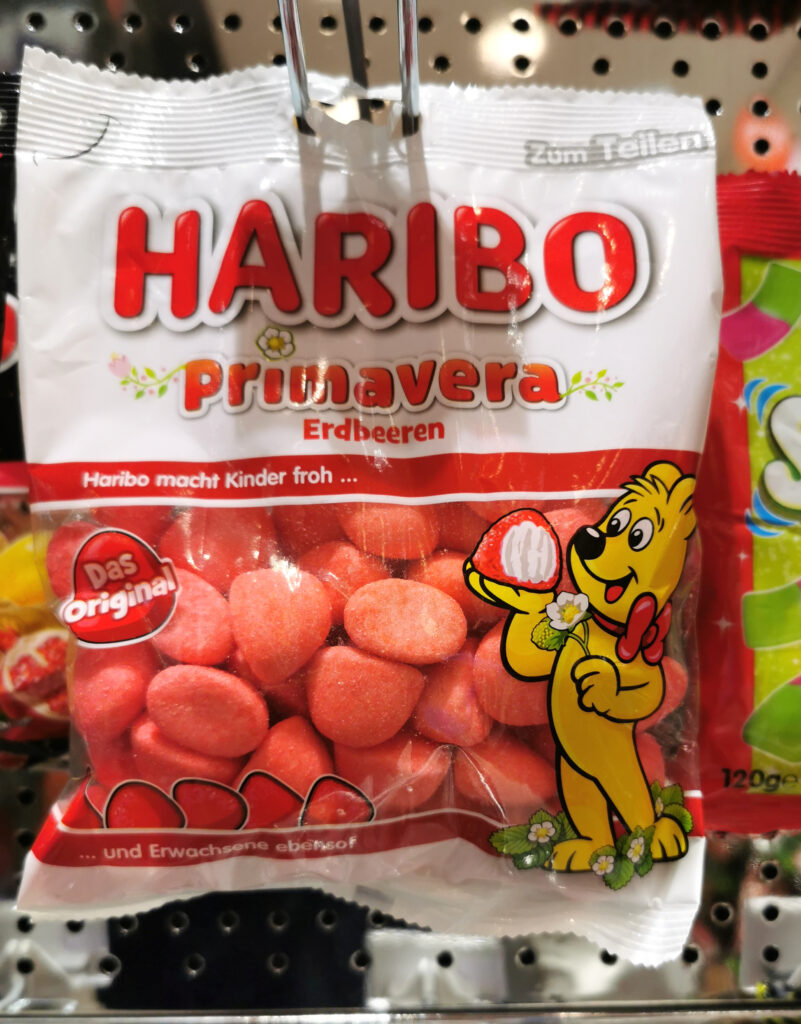 Zum Teilen
HARIBO
primavera
Erdbeeren
Haribo macht Kinder froh ...
Das
Original
... und Erwachsene ebenso!
120g